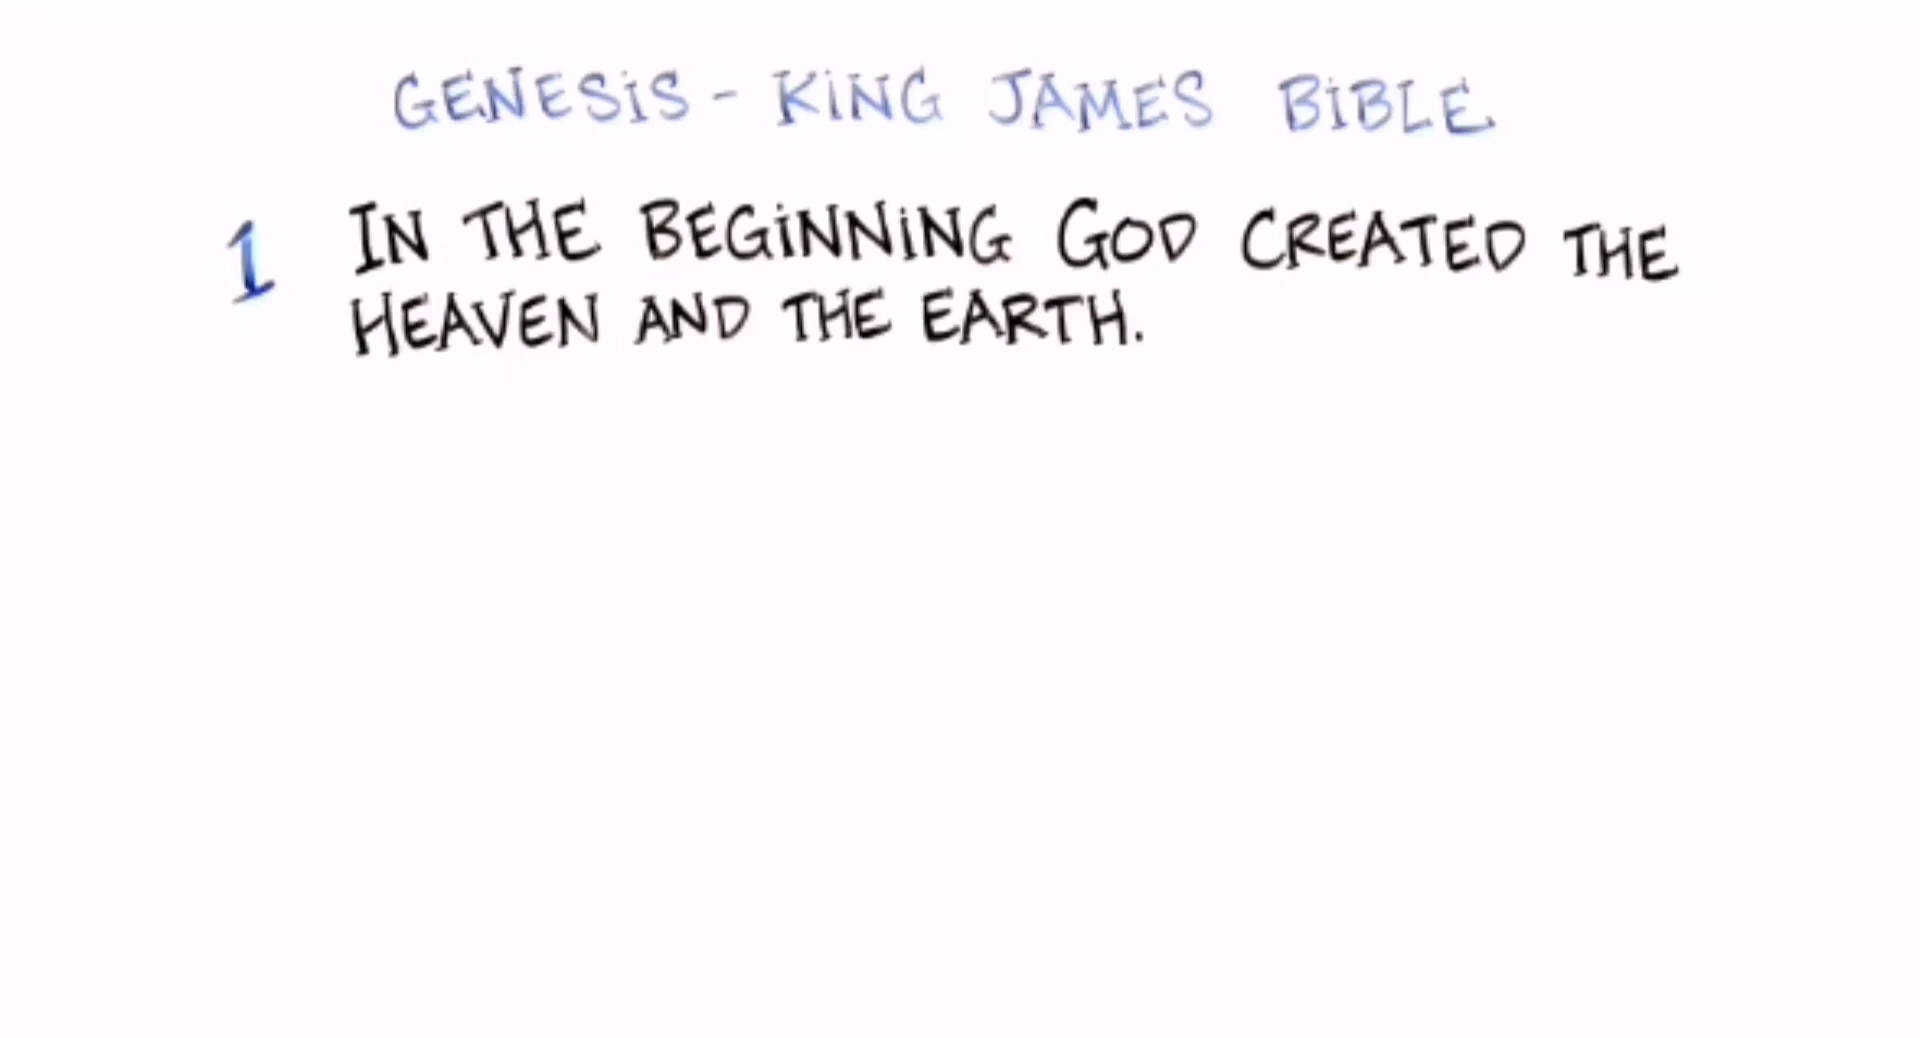 GENESIS - KING JAMES BIBLE
1 IN THE BEGINNING GOD CREATED THE
HEAVEN AND THE EARTH.